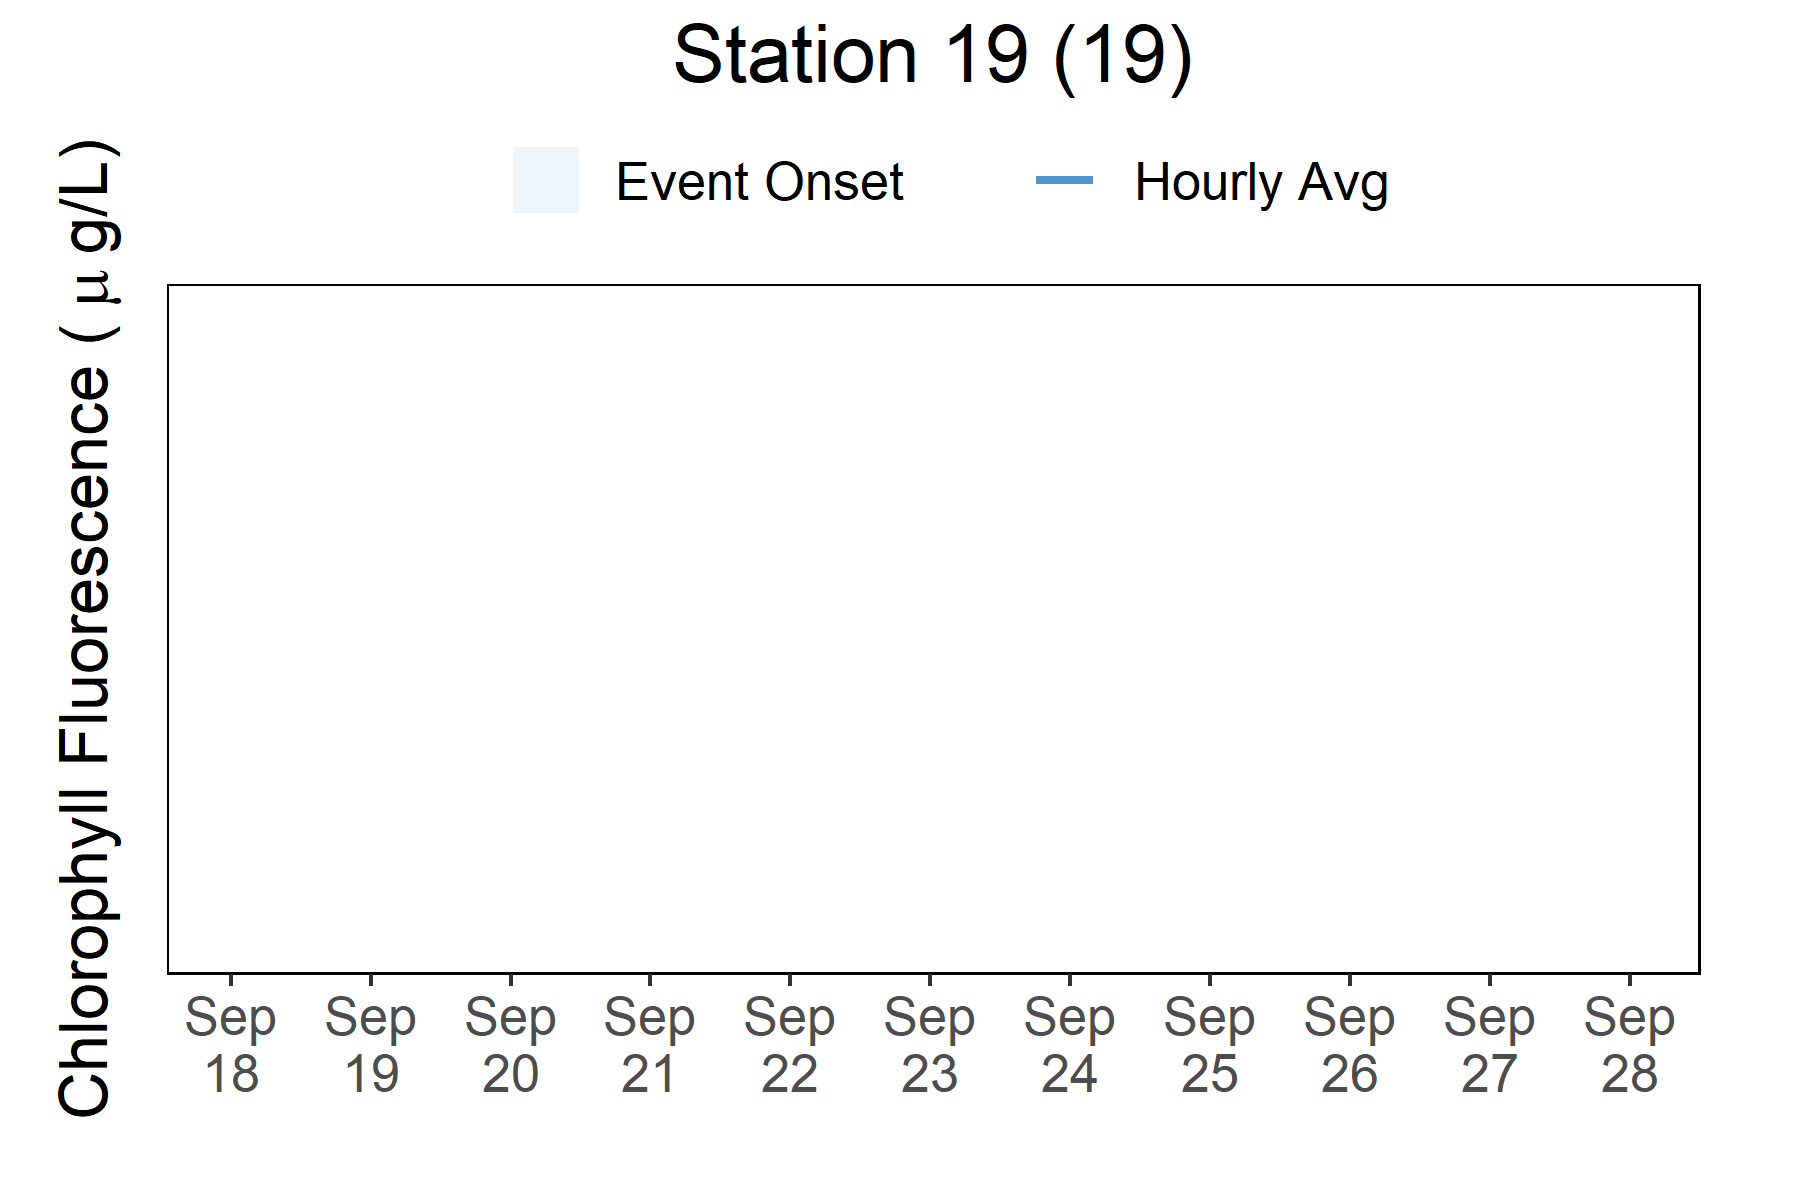 Station 19 (19)
Event Onset
Hourly Avg
Chlorophyll Fluorescence ( μ g/L)
Sep 18
Sep 19
Sep 20
Sep 21
Sep 22
Sep 23
Sep 24
Sep 25
Sep 26
Sep 27
Sep 28